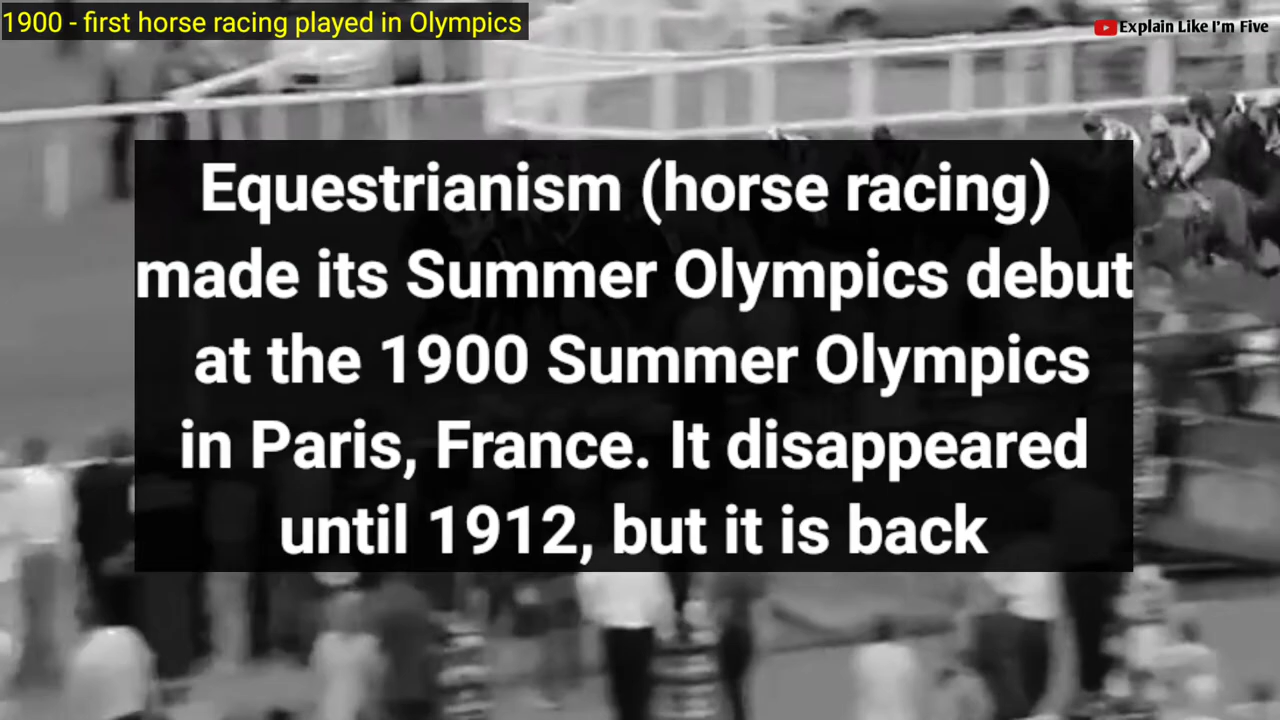 1900 - first horse racing played in Olympics
Explain Like I'm Five
Equestrianism (horse racing)
made its Summer Olympics debut
at the 1900 Summer Olympics
in Paris, France. It disappeared
until 1912, but it is back